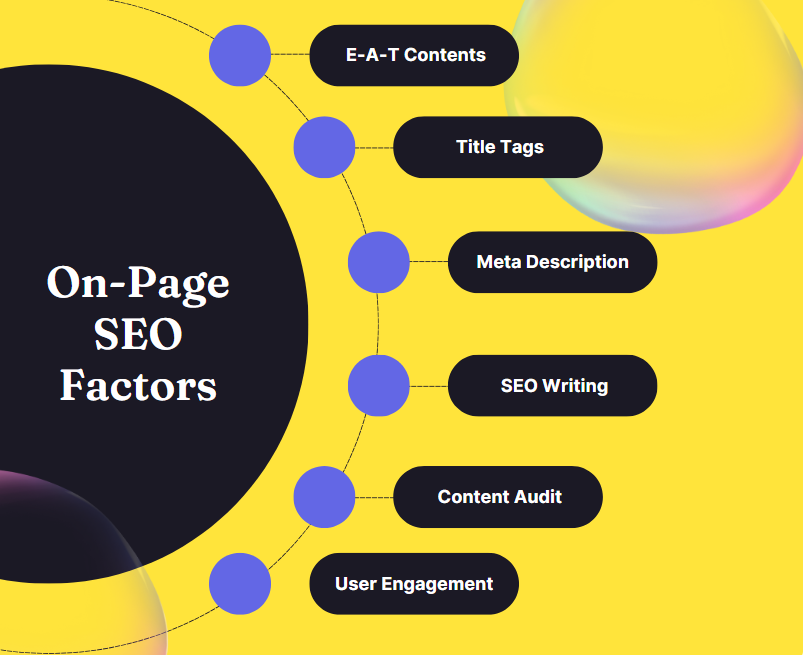 On-Page
SEO
Factors
E-A-T Contents
Title Tags
Meta Description
SEO Writing
Content Audit
User Engagement